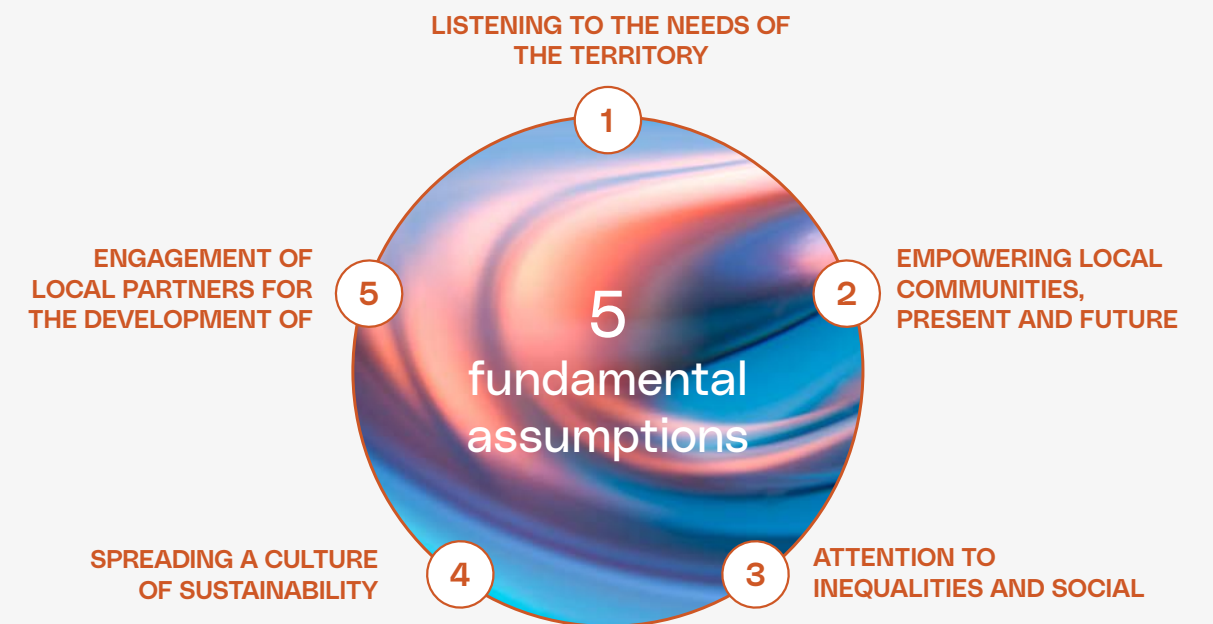 LISTENING TO THE NEEDS OF
THE TERRITORY
1
ENGAGEMENT OF
LOCAL PARTNERS FOR
THE DEVELOPMENT OF
5
2
EMPOWERING LOCAL
COMMUNITIES,
PRESENT AND FUTURE
5
fundamental
assumptions
SPREADING A CULTURE
OF SUSTAINABILITY
4
3
ATTENTION TO
INEQUALITIES AND SOCIAL